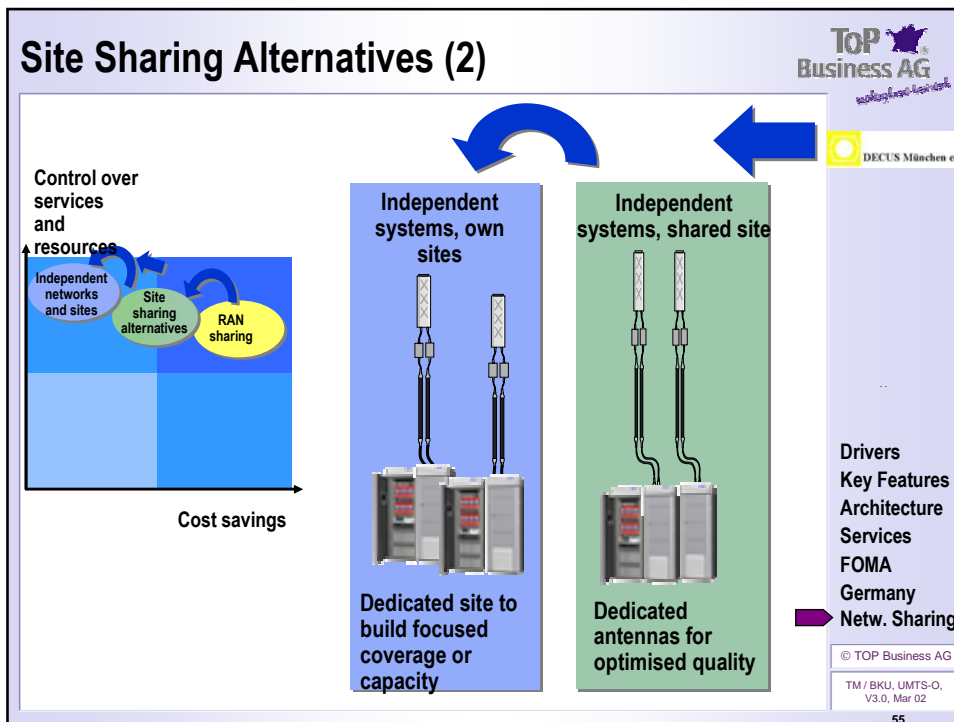 Site Sharing Alternatives (2)
ToP
Business AG
DECUS München e
Control over
services
and
resources
Independent
networks
and sites
Site
sharing
alternatives
RAN
sharing
Cost savings
Independent
systems, own
sites
Dedicated site to
build focused
coverage or
capacity
Independent
systems, shared site
Dedicated
antennas for
optimised quality
Drivers
Key Features
Architecture
Services
FOMA
Germany
Netw. Sharing
© TOP Business AG
TM / BKU, UMTS-O,
V3.0, Mar 02
55